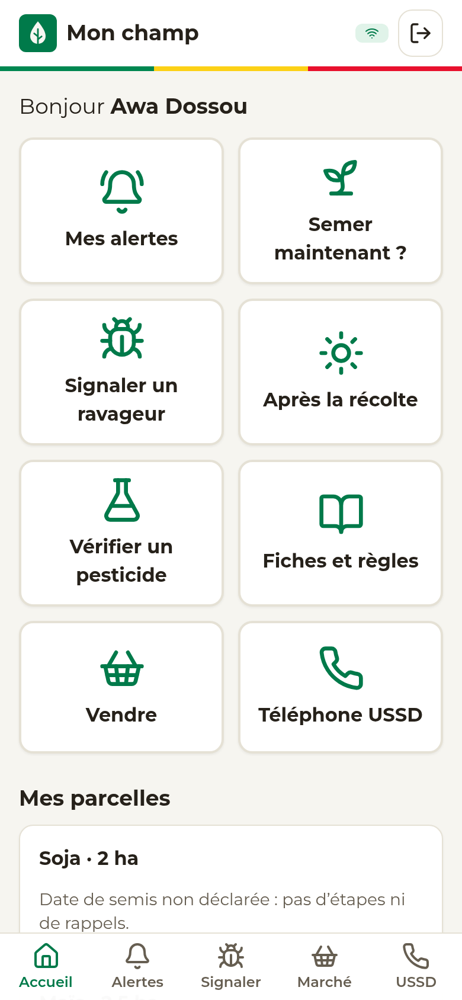 Mon champ
Bonjour Awa Dossou
Mes alertes
Semer
maintenant ?
Signaler un
ravageur
Après la récolte
Vérifier un
pesticide
Fiches et règles
Vendre
Téléphone USSD
Mes parcelles
Soja · 2 ha
Date de semis non déclarée : pas d’étapes ni
de rappels.
Accueil
Alertes
Signaler
Marché
USSD